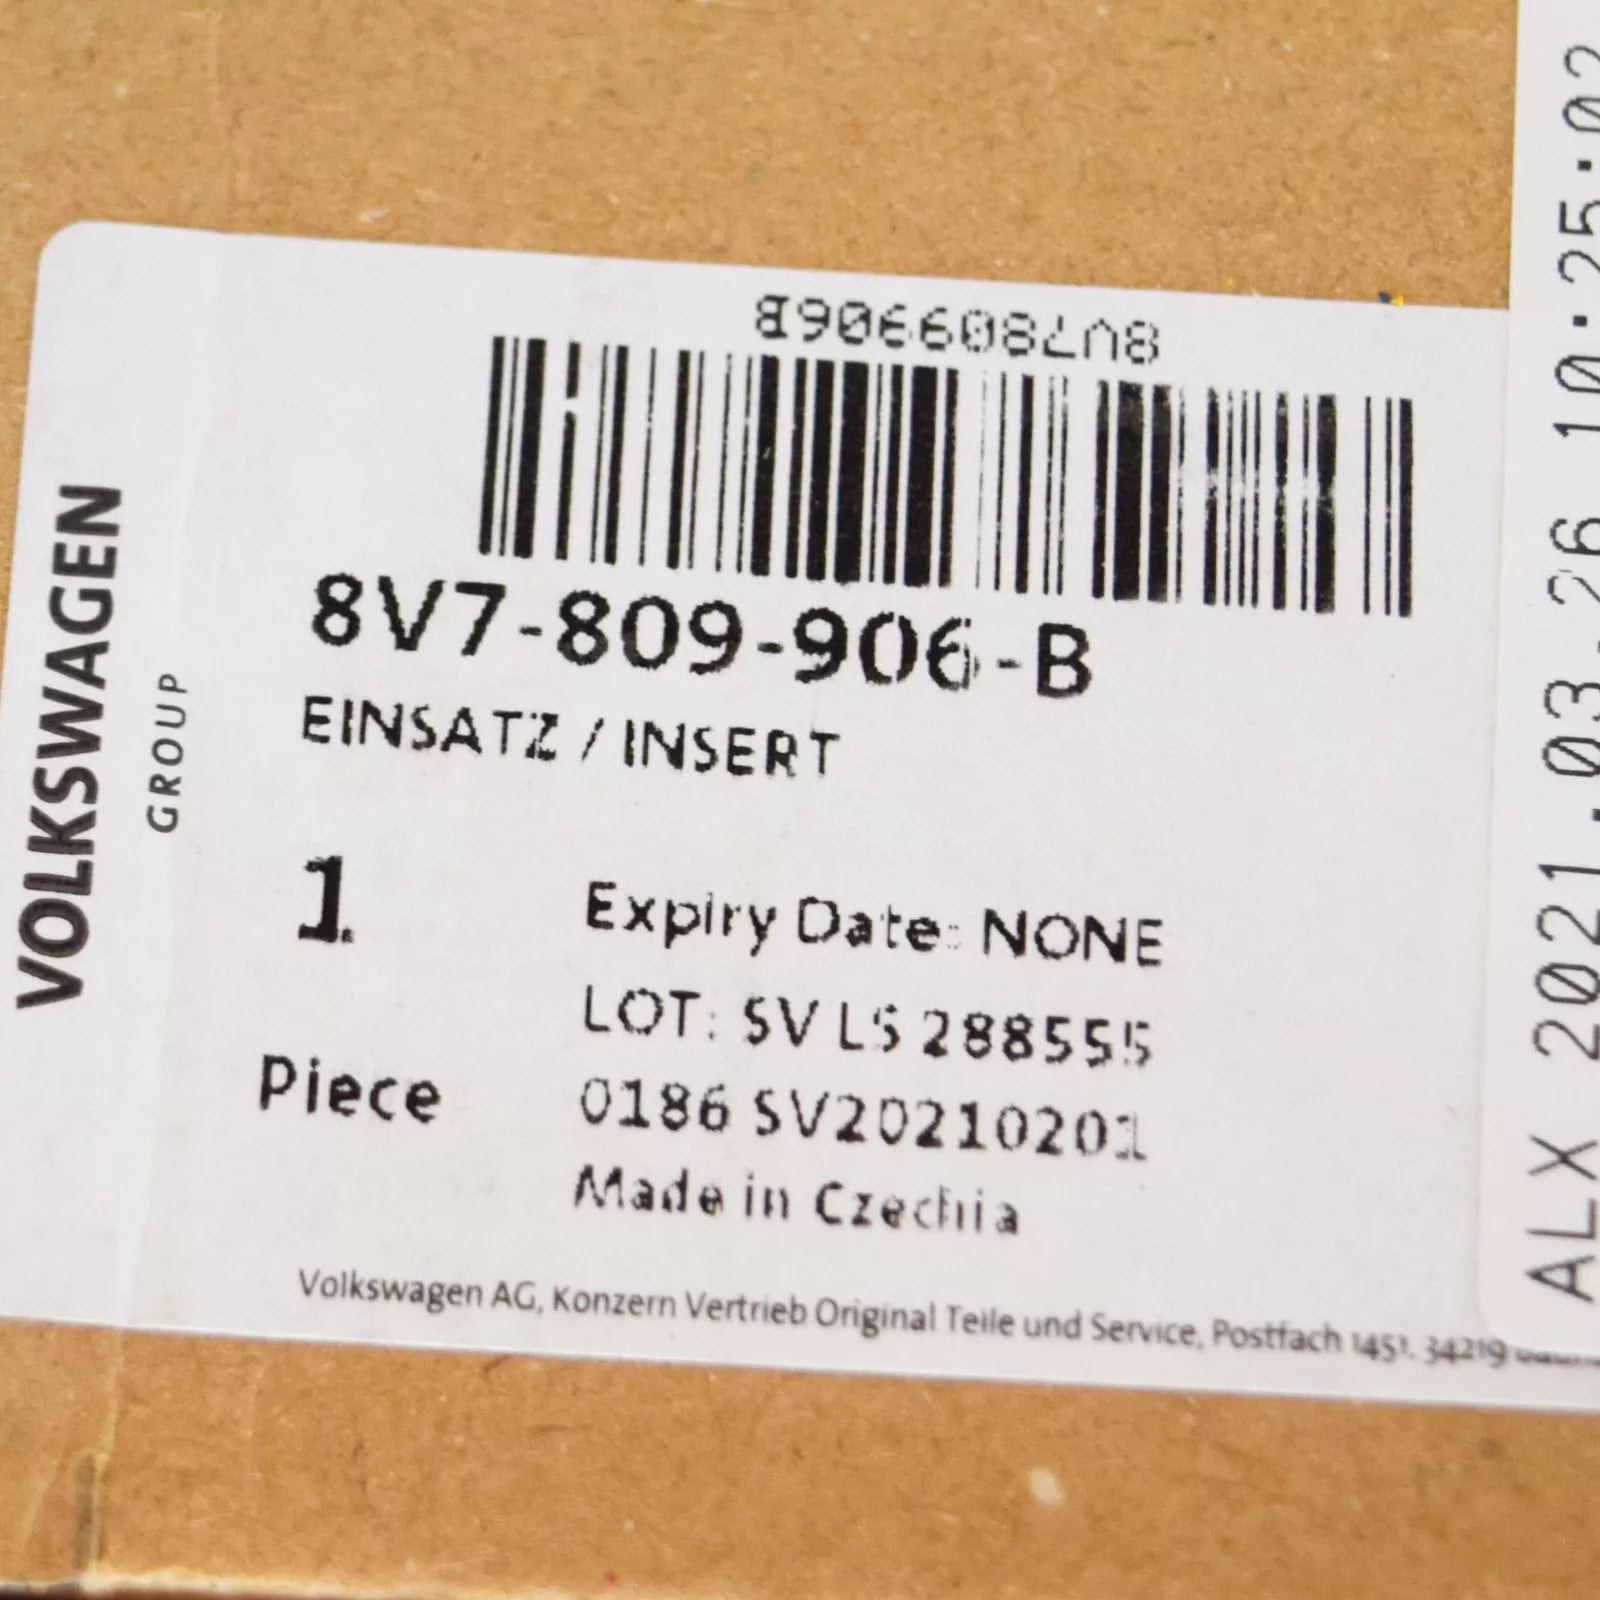 8V7809906B
8V7-809-906-B
EINSATZ / INSERT
1
Expiry Date: NONE
LOT: SV LS 288555
Piece
0186 SV20210201
Made in Czechia
Volkswagen AG, Konzern Vertrieb Original Teile und Service, Postfach 1451, 34219
VOLKSWAGEN
GROUP
ALX 2021.03.26 10:25:02